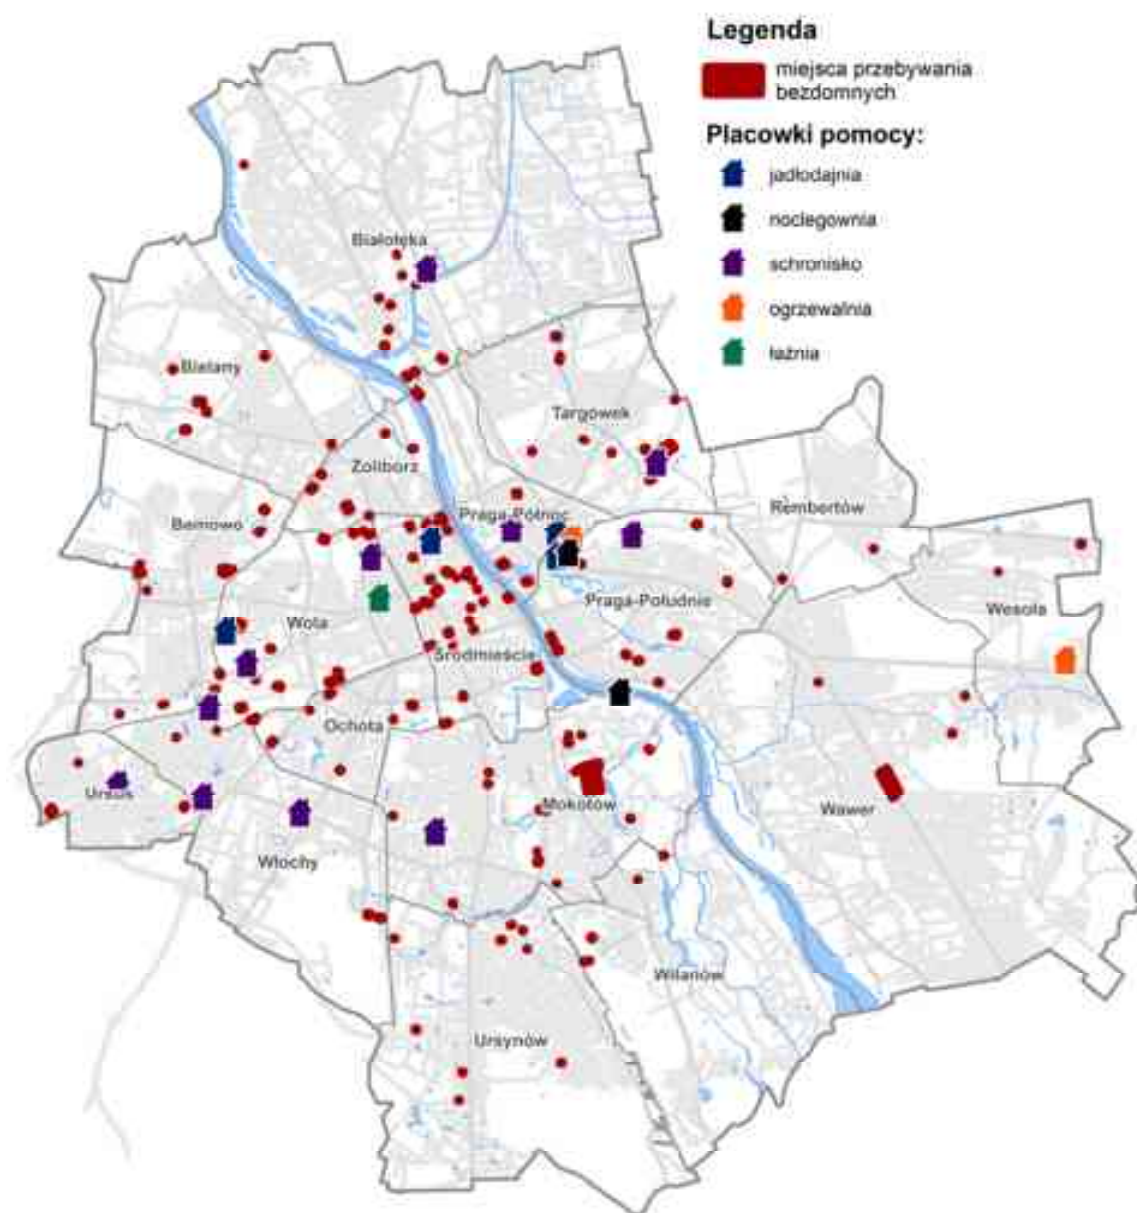 Legenda
miejsca przebywania
bezdomnych
Placowki pomocy:
jadłodajnia
noclegownia
schronisko
ogrzewalnia
łaźnia
Białołęka
Bielany
Targówek
Żoliborz
Rembertów
Bemowo
Praga-Północ
Praga-Południe
Wesoła
Wola
Śródmieście
Ochota
Ursus
Mokotów
Wawer
Włochy
Wilanów
Ursynów